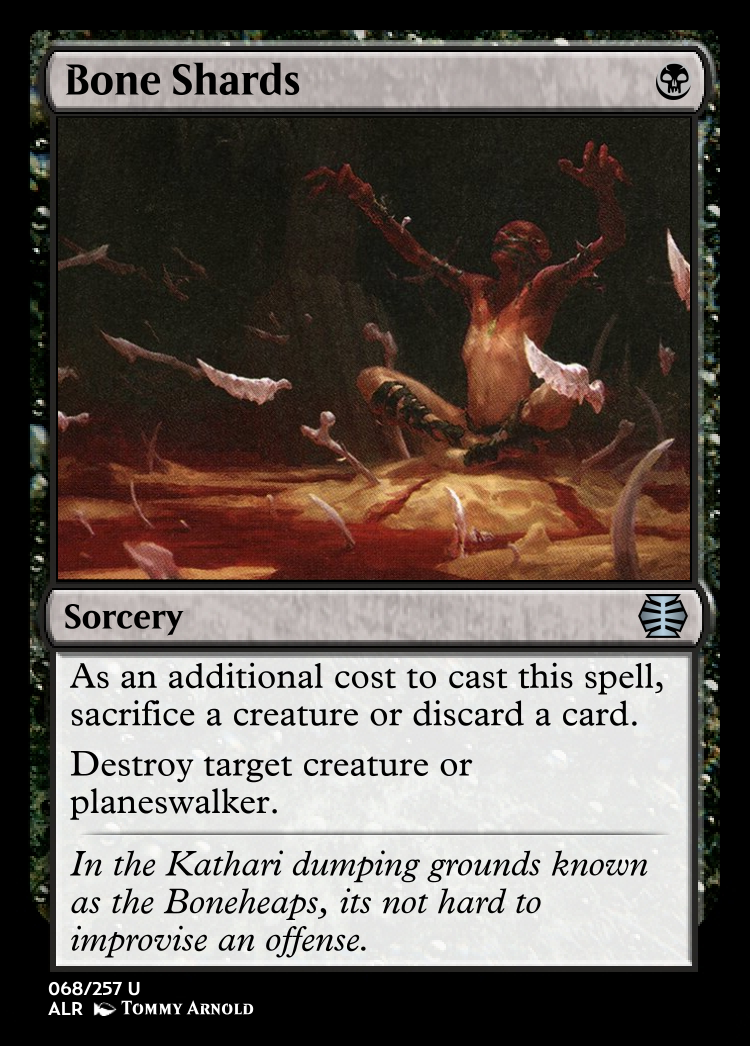 Bone Shards
Sorcery
As an additional cost to cast this spell,
sacrifice a creature or discard a card.
Destroy target creature or
planeswalker.
In the Kathari dumping grounds known
as the Boneheaps, its not hard to
improvise an offense.
068/257 U
ALR Tommy Arnold